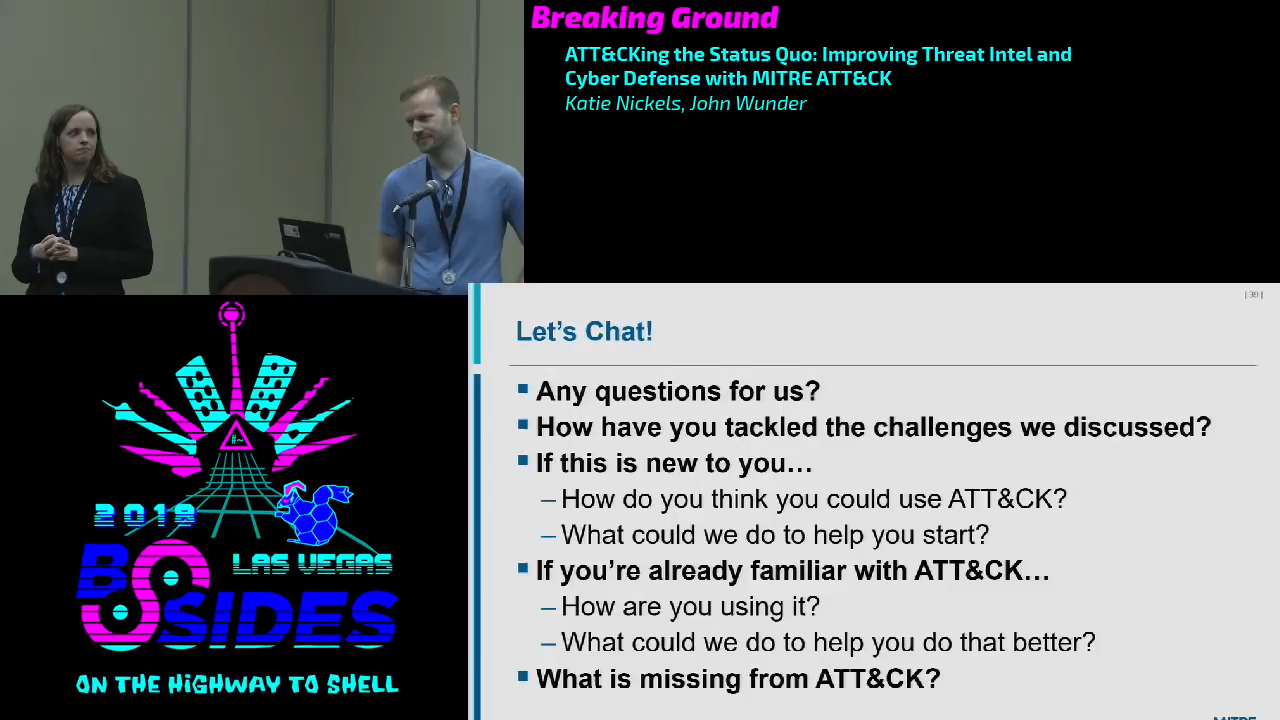 Breaking Ground
ATT&CKing the Status Quo: Improving Threat Intel and
Cyber Defense with MITRE ATT&CK
Katie Nickels, John Wunder
| 39 |
Let's Chat!
▪ Any questions for us?
▪ How have you tackled the challenges we discussed?
▪ If this is new to you…
– How do you think you could use ATT&CK?
– What could we do to help you start?
▪ If you're already familiar with ATT&CK…
– How are you using it?
– What could we do to help you do that better?
▪ What is missing from ATT&CK?
MITRE
#~
2018
BSIDES
LAS VEGAS
ON THE HIGHWAY TO SHELL